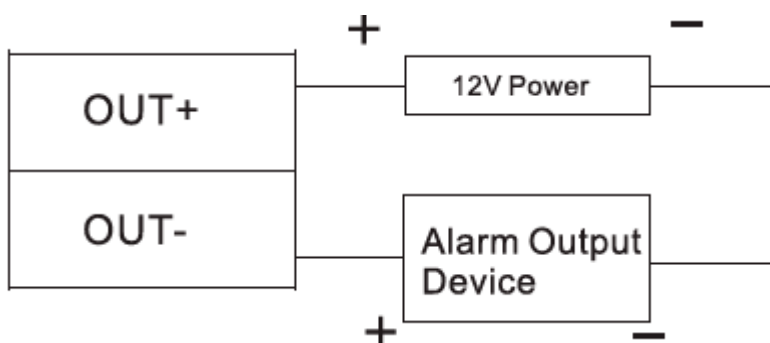 + −
OUT+ 12V Power
OUT- Alarm Output
Device
+ −